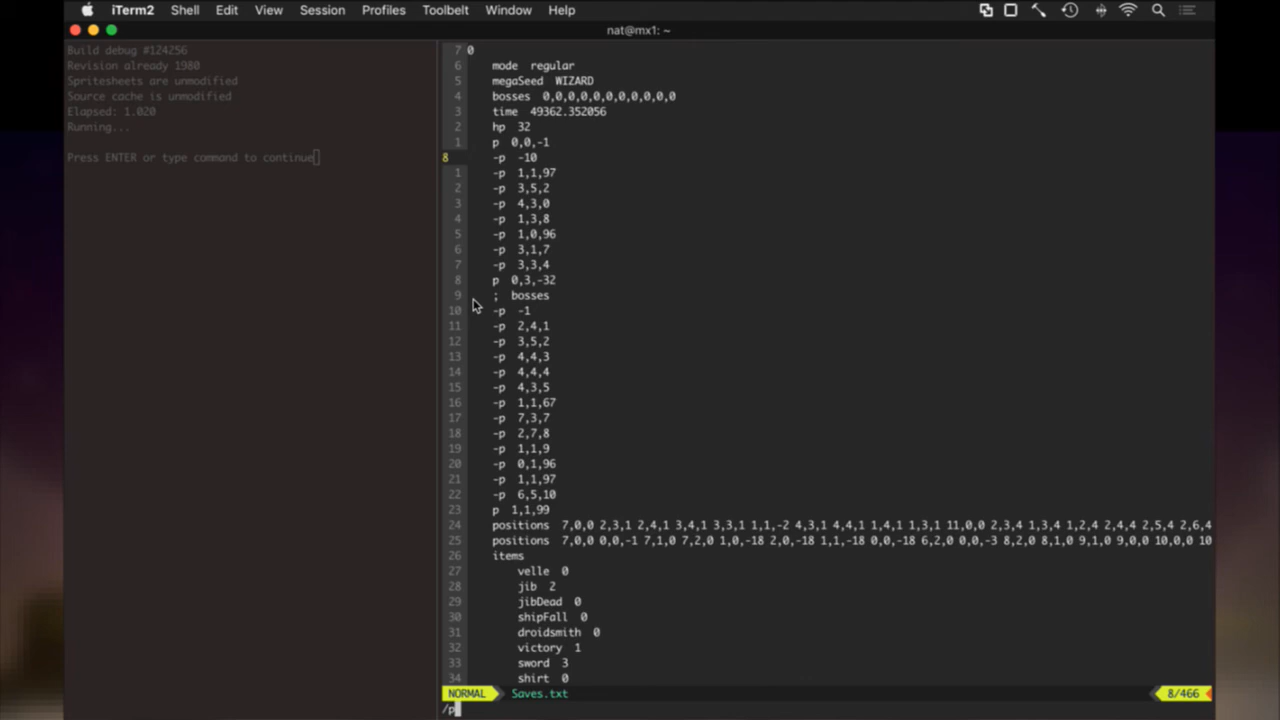 iTerm2 Shell Edit View Session Profiles Toolbelt Window Help
nat@mx1: ~
Build debug #124256
Revision already 1980
Spritesheets are unmodified
Source cache is unmodified
Elapsed: 1.020
Running...
Press ENTER or type command to continue
7 0
6 mode regular
5 megaSeed WIZARD
4 bosses 0,0,0,0,0,0,0,0,0,0,0
3 time 49362.352056
2 hp 32
1 p 0,0,-1
8 -p -10
1 -p 1,1,97
2 -p 3,5,2
3 -p 4,3,0
4 -p 1,3,8
5 -p 1,0,96
6 -p 3,1,7
7 -p 3,3,4
8 p 0,3,-32
9 ; bosses
10 -p -1
11 -p 2,4,1
12 -p 3,5,2
13 -p 4,4,3
14 -p 4,4,4
15 -p 4,3,5
16 -p 1,1,67
17 -p 7,3,7
18 -p 2,7,8
19 -p 1,1,9
20 -p 0,1,96
21 -p 1,1,97
22 -p 6,5,10
23 p 1,1,99
24 positions 7,0,0 2,3,1 2,4,1 3,4,1 3,3,1 1,1,-2 4,3,1 4,4,1 1,4,1 1,3,1 11,0,0 2,3,4 1,3,4 1,2,4 2,4,4 2,5,4 2,6,4
25 positions 7,0,0 0,0,-1 7,1,0 7,2,0 1,0,-18 2,0,-18 1,1,-18 0,0,-18 6,2,0 0,0,-3 8,2,0 8,1,0 9,1,0 9,0,0 10,0,0 10
26 items
27 velle 0
28 jib 2
29 jibDead 0
30 shipFall 0
31 droidsmith 0
32 victory 1
33 sword 3
34 shirt 0
NORMAL Saves.txt 8/466
/p